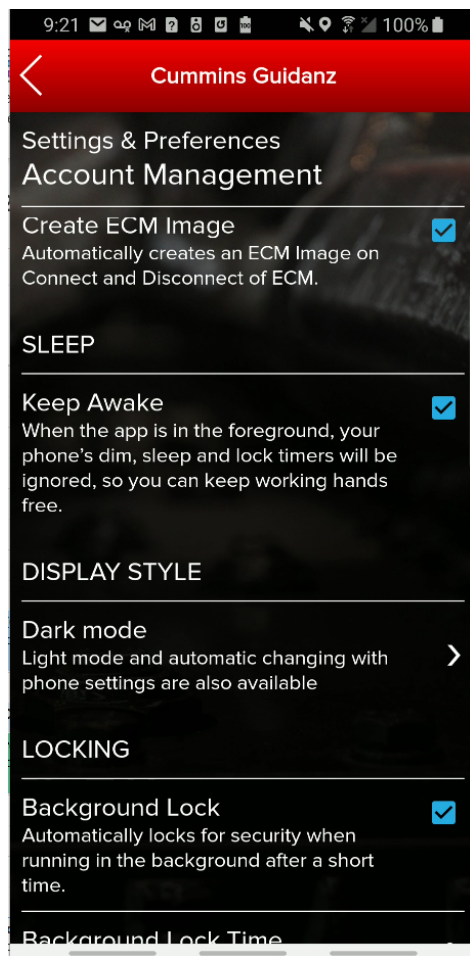 9:21 100%
Cummins Guidanz
Settings & Preferences
Account Management
Create ECM Image
Automatically creates an ECM Image on
Connect and Disconnect of ECM.
SLEEP
Keep Awake
When the app is in the foreground, your
phone's dim, sleep and lock timers will be
ignored, so you can keep working hands
free.
DISPLAY STYLE
Dark mode
Light mode and automatic changing with
phone settings are also available
LOCKING
Background Lock
Automatically locks for security when
running in the background after a short
time.
Background Lock Time